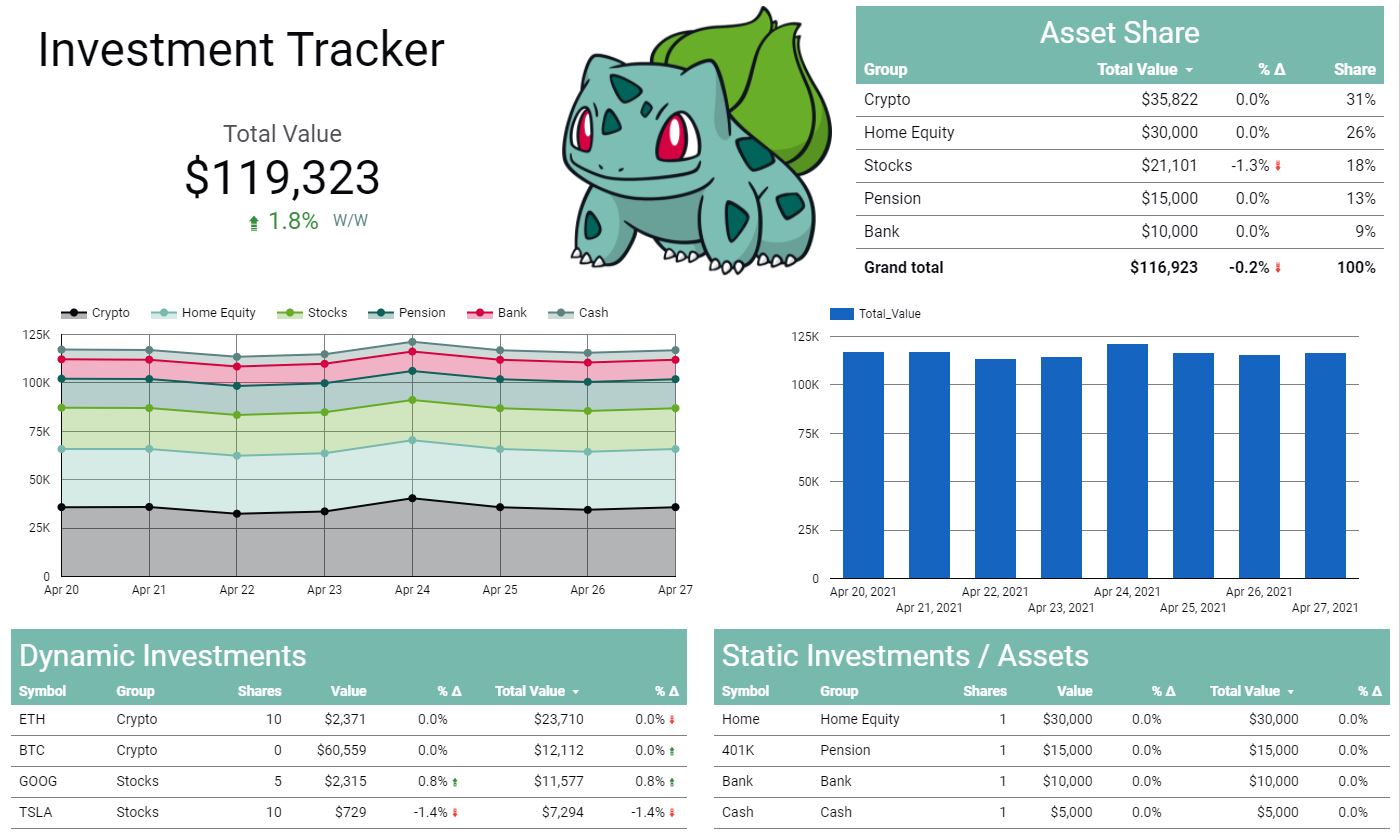 Investment Tracker
Total Value
$119,323
1.8% W/W
Asset Share
Group Total Value % Δ Share
Crypto $35,822 0.0% 31%
Home Equity $30,000 0.0% 26%
Stocks $21,101 -1.3% 18%
Pension $15,000 0.0% 13%
Bank $10,000 0.0% 9%
Grand total $116,923 -0.2% 100%
Crypto Home Equity Stocks Pension Bank Cash
125K
100K
75K
50K
25K
0
Apr 20 Apr 21 Apr 22 Apr 23 Apr 24 Apr 25 Apr 26 Apr 27
Total_Value
125K
100K
75K
50K
25K
0
Apr 20, 2021 Apr 22, 2021 Apr 24, 2021 Apr 26, 2021
Apr 21, 2021 Apr 23, 2021 Apr 25, 2021 Apr 27, 2021
Dynamic Investments
Symbol Group Shares Value % Δ Total Value % Δ
ETH Crypto 10 $2,371 0.0% $23,710 0.0%
BTC Crypto 0 $60,559 0.0% $12,112 0.0%
GOOG Stocks 5 $2,315 0.8% $11,577 0.8%
TSLA Stocks 10 $729 -1.4% $7,294 -1.4%
Static Investments / Assets
Symbol Group Shares Value % Δ Total Value % Δ
Home Home Equity 1 $30,000 0.0% $30,000 0.0%
401K Pension 1 $15,000 0.0% $15,000 0.0%
Bank Bank 1 $10,000 0.0% $10,000 0.0%
Cash Cash 1 $5,000 0.0% $5,000 0.0%